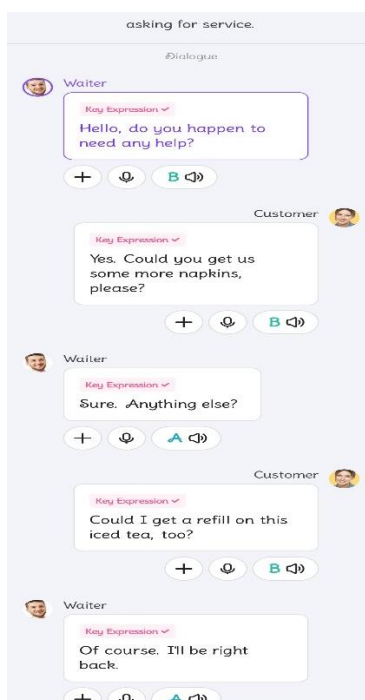 asking for service.
Dialogue
Waiter
Key Expression
Hello, do you happen to
need any help?
B
Customer
Key Expression
Yes. Could you get us
some more napkins,
please?
B
Waiter
Key Expression
Sure. Anything else?
A
Customer
Key Expression
Could I get a refill on this
iced tea, too?
B
Waiter
Key Expression
Of course. I'll be right
back.
A